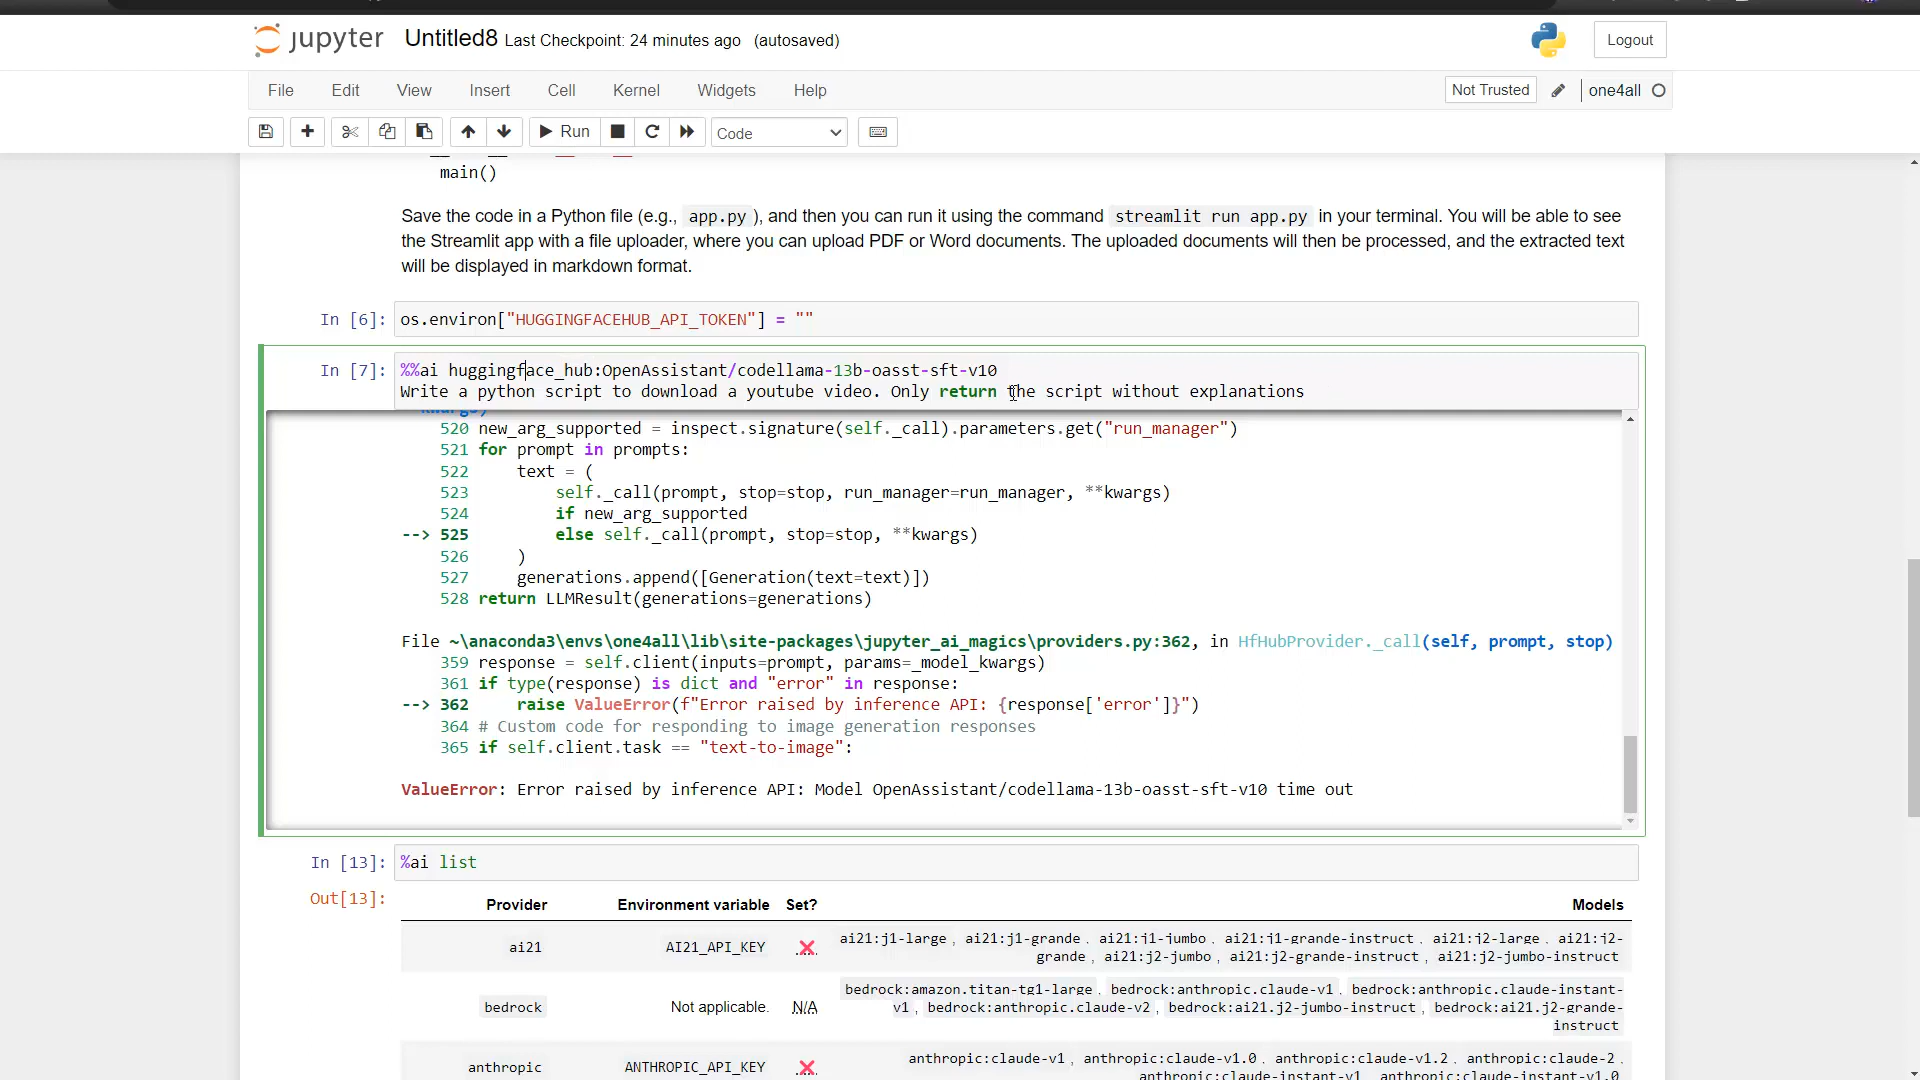 jupyter Untitled8 Last Checkpoint: 24 minutes ago (autosaved)
Logout
File Edit View Insert Cell Kernel Widgets Help
Not Trusted one4all
Run Code
main()
Save the code in a Python file (e.g., app.py ), and then you can run it using the command streamlit run app.py in your terminal. You will be able to see
the Streamlit app with a file uploader, where you can upload PDF or Word documents. The uploaded documents will then be processed, and the extracted text
will be displayed in markdown format.
In [6]: os.environ["HUGGINGFACEHUB_API_TOKEN"] = ""
In [7]: %%ai huggingface_hub:OpenAssistant/codellama-13b-oasst-sft-v10
Write a python script to download a youtube video. Only return the script without explanations
kwargs)
520 new_arg_supported = inspect.signature(self._call).parameters.get("run_manager")
521 for prompt in prompts:
522 text = (
523 self._call(prompt, stop=stop, run_manager=run_manager, **kwargs)
524 if new_arg_supported
--> 525 else self._call(prompt, stop=stop, **kwargs)
526 )
527 generations.append([Generation(text=text)])
528 return LLMResult(generations=generations)
File ~\anaconda3\envs\one4all\lib\site-packages\jupyter_ai_magics\providers.py:362, in HfHubProvider._call(self, prompt, stop)
359 response = self.client(inputs=prompt, params=_model_kwargs)
361 if type(response) is dict and "error" in response:
--> 362 raise ValueError(f"Error raised by inference API: {response['error']}")
364 # Custom code for responding to image generation responses
365 if self.client.task == "text-to-image":
ValueError: Error raised by inference API: Model OpenAssistant/codellama-13b-oasst-sft-v10 time out
In [13]: %ai list
Out[13]:
Provider Environment variable Set? Models
ai21 AI21_API_KEY ai21:j1-large , ai21:j1-grande , ai21:j1-jumbo , ai21:j1-grande-instruct , ai21:j2-large , ai21:j2-
grande , ai21:j2-jumbo , ai21:j2-grande-instruct , ai21:j2-jumbo-instruct
bedrock Not applicable. N/A bedrock:amazon.titan-tg1-large , bedrock:anthropic.claude-v1 , bedrock:anthropic.claude-instant-
v1 , bedrock:anthropic.claude-v2 , bedrock:ai21.j2-jumbo-instruct , bedrock:ai21.j2-grande-
instruct
anthropic ANTHROPIC_API_KEY anthropic:claude-v1 , anthropic:claude-v1.0 , anthropic:claude-v1.2 , anthropic:claude-2 ,
anthropic:claude-instant-v1 , anthropic:claude-instant-v1.0